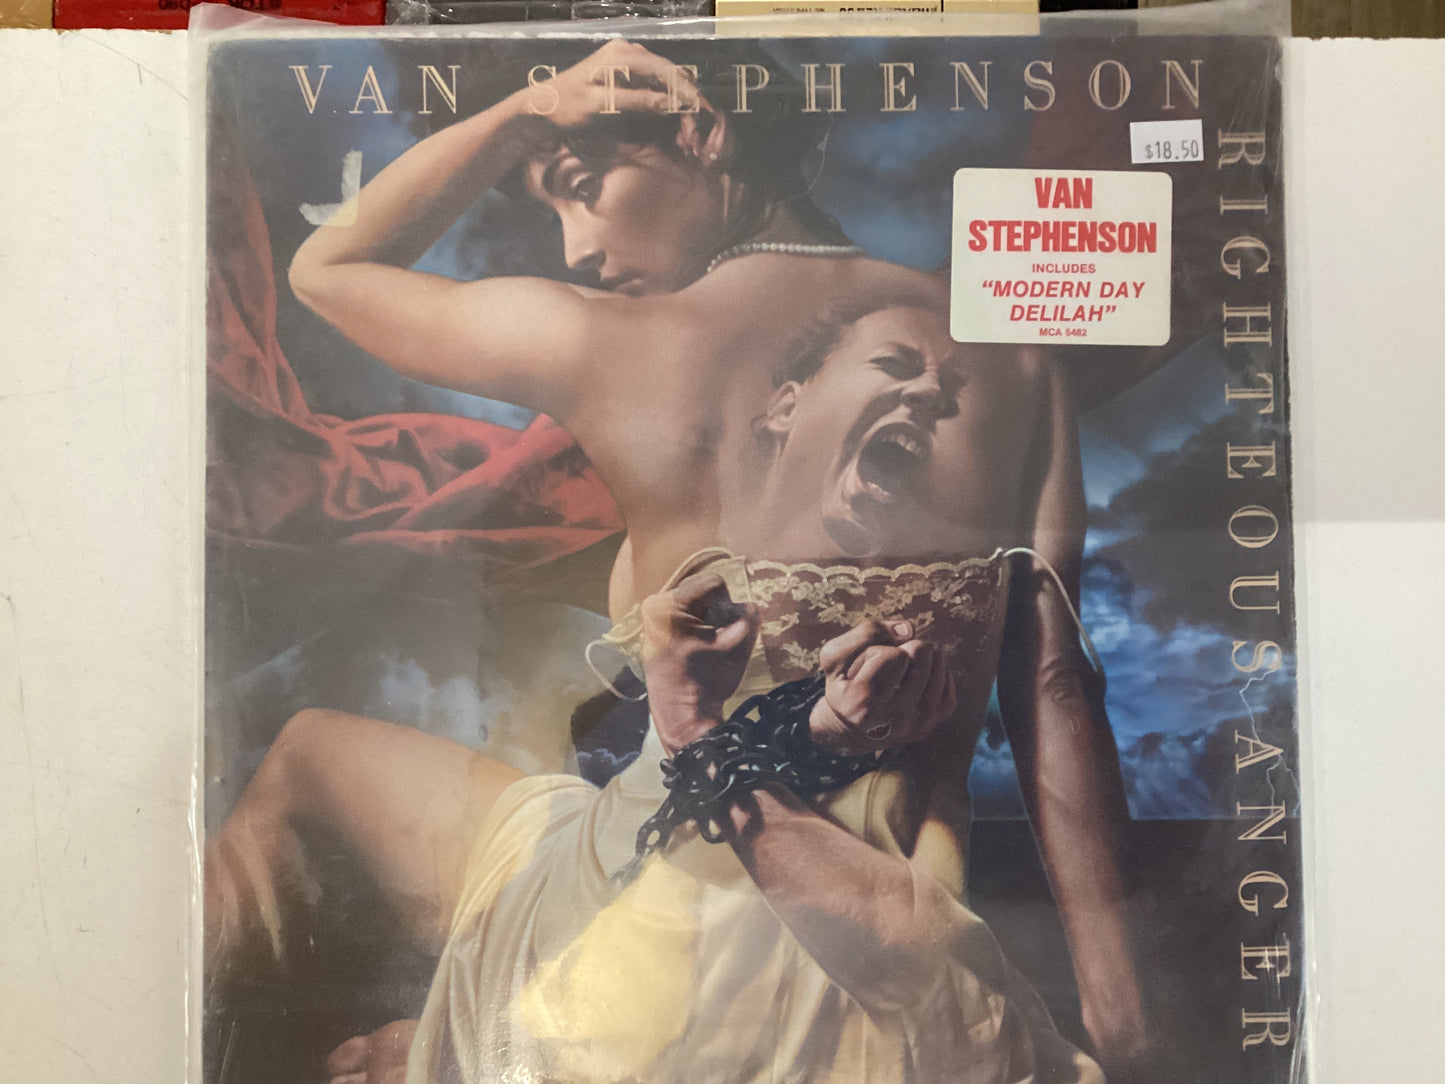 VAN STEPHENSON
$18.50
VAN
STEPHENSON
INCLUDES
"MODERN DAY
DELILAH"
MCA 5482
RIGHTEOUS ANGER